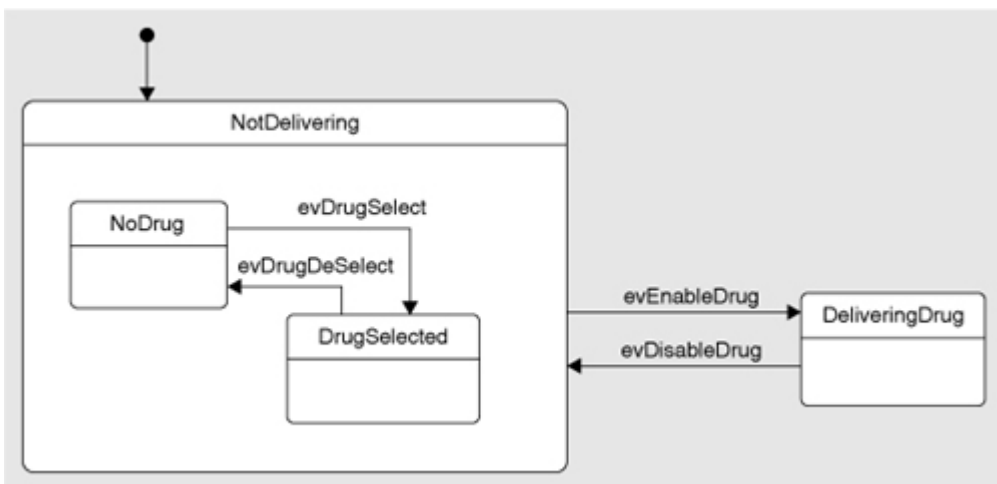 NotDelivering
NoDrug
evDrugSelect
evDrugDeSelect
DrugSelected
evEnableDrug
evDisableDrug
DeliveringDrug